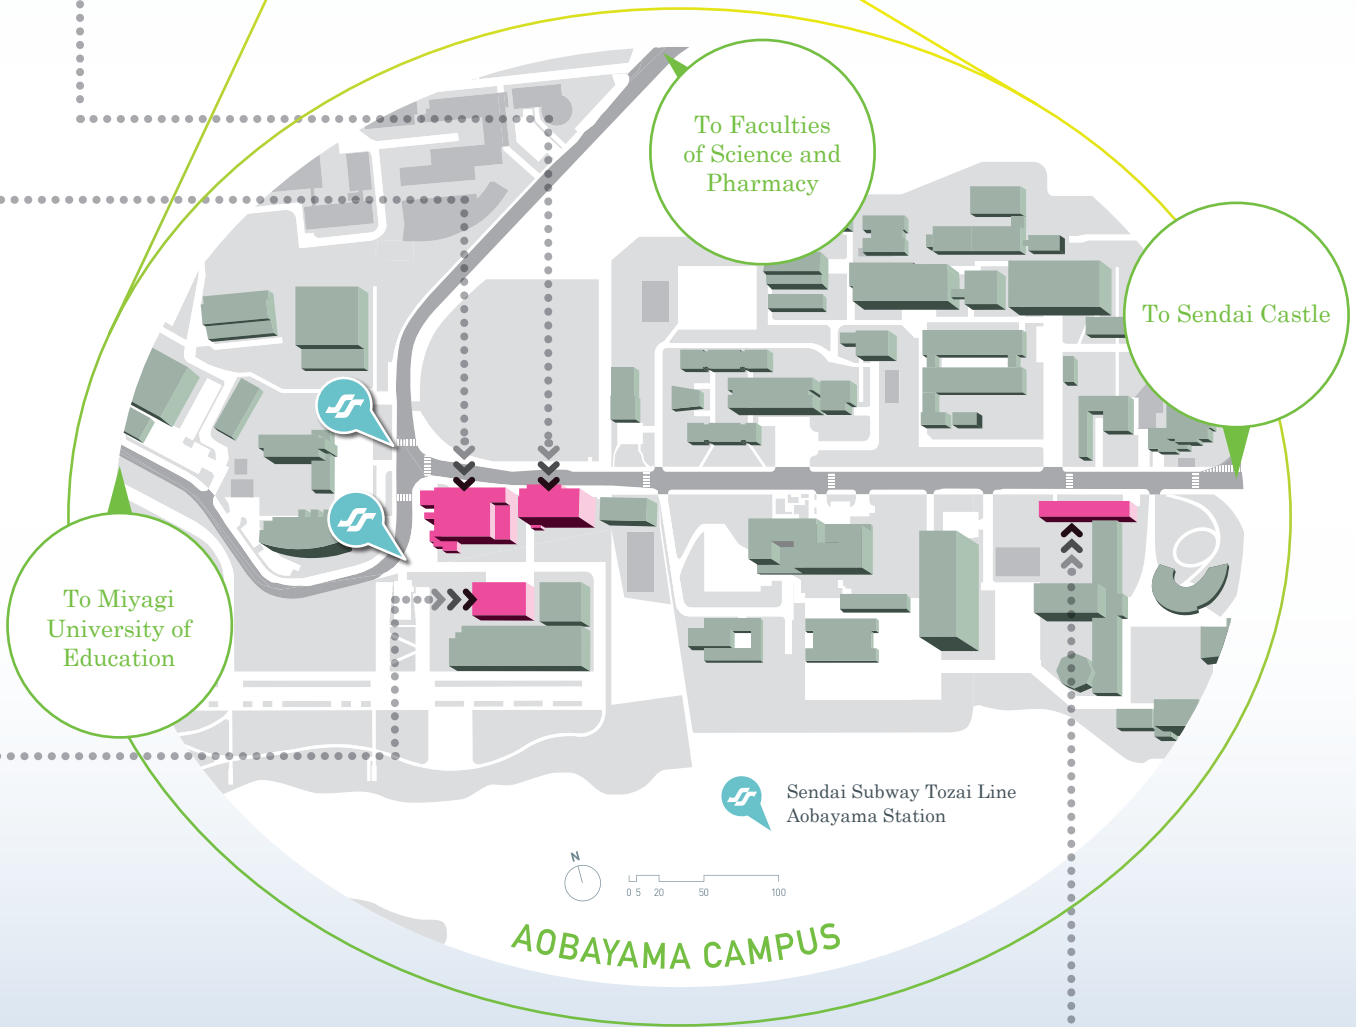 To Faculties
of Science and
Pharmacy
To Sendai Castle
To Miyagi
University of
Education
Sendai Subway Tozai Line
Aobayama Station
N
0 5 20 50 100
AOBAYAMA CAMPUS